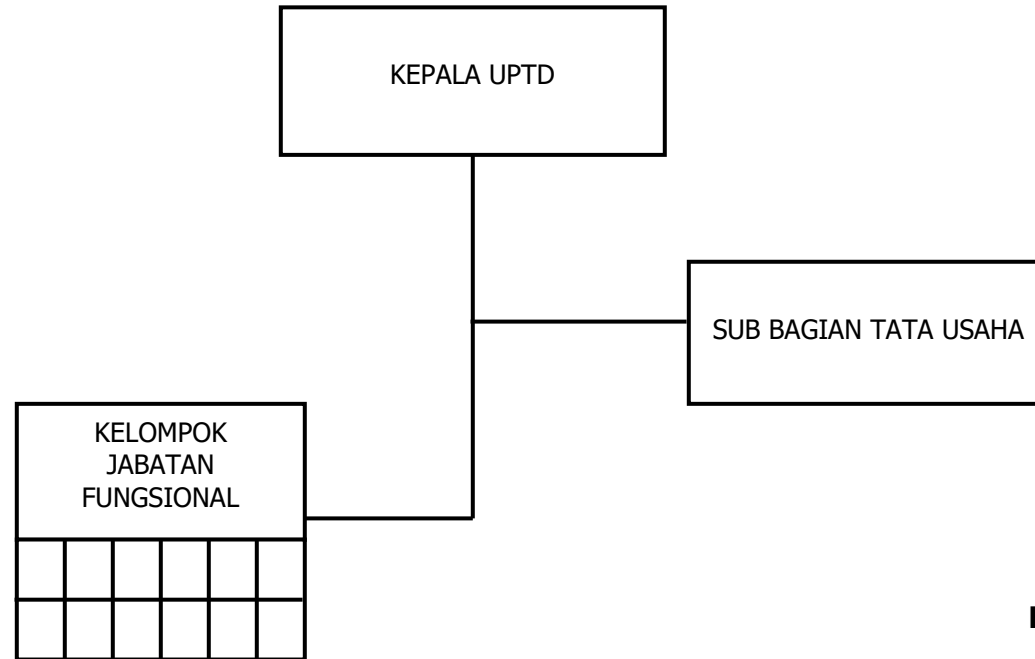 KEPALA UPTD
SUB BAGIAN TATA USAHA
KELOMPOK
JABATAN
FUNGSIONAL